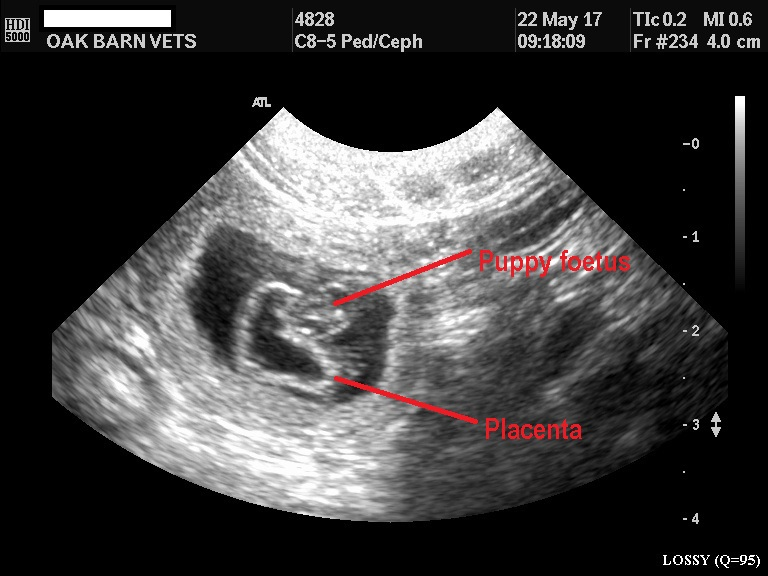 HDI 5000
OAK BARN VETS
4828
C8-5 Ped/Ceph
22 May 17
09:18:09
TIc 0.2 MI 0.6
Fr #234 4.0 cm
ATL
-0
-1
Puppy foetus
-2
-3
Placenta
-4
LOSSY (Q=95)